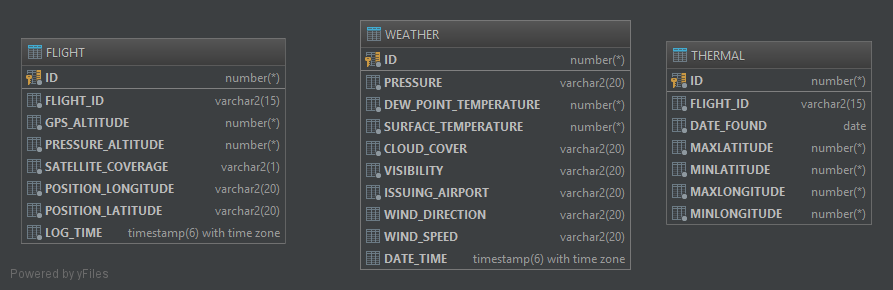 FLIGHT
ID number(*)
FLIGHT_ID varchar2(15)
GPS_ALTITUDE number(*)
PRESSURE_ALTITUDE number(*)
SATELLITE_COVERAGE varchar2(1)
POSITION_LONGITUDE varchar2(20)
POSITION_LATITUDE varchar2(20)
LOG_TIME timestamp(6) with time zone
WEATHER
ID number(*)
PRESSURE varchar2(20)
DEW_POINT_TEMPERATURE number(*)
SURFACE_TEMPERATURE number(*)
CLOUD_COVER varchar2(20)
VISIBILITY varchar2(20)
ISSUING_AIRPORT varchar2(20)
WIND_DIRECTION varchar2(20)
WIND_SPEED varchar2(20)
DATE_TIME timestamp(6) with time zone
THERMAL
ID number(*)
FLIGHT_ID varchar2(15)
DATE_FOUND date
MAXLATITUDE number(*)
MINLATITUDE number(*)
MAXLONGITUDE number(*)
MINLONGITUDE number(*)
Powered by yFiles